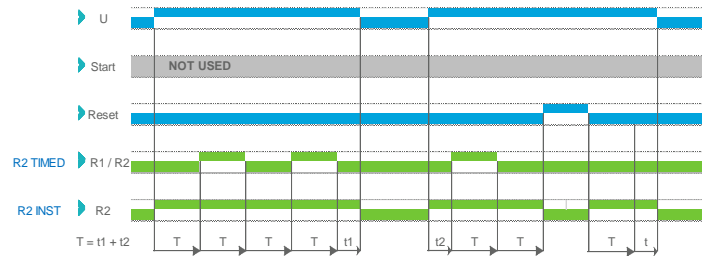 U
Start
NOT USED
Reset
R2 TIMED R1 / R2
R2 INST R2
T = t1 + t2 T T T T t1 t2 T T T t